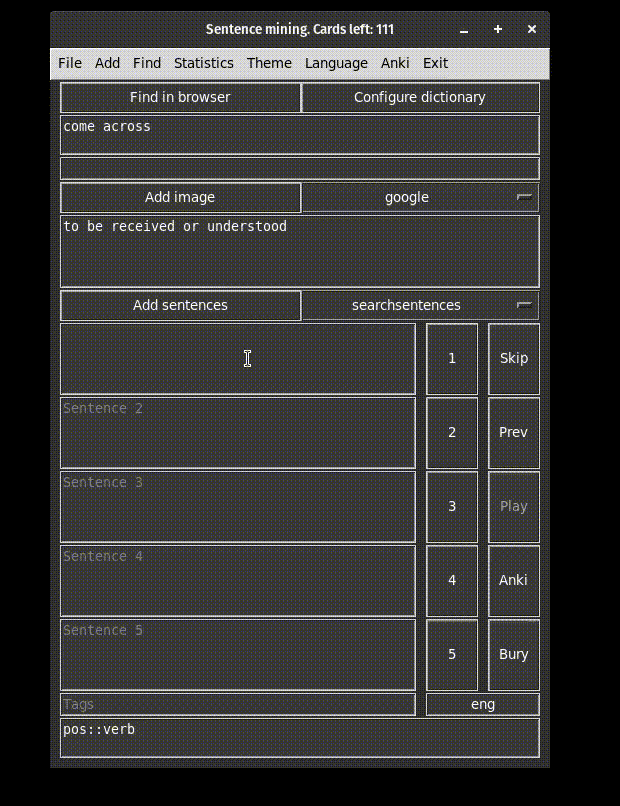 Sentence mining. Cards left: 111
File Add Find Statistics Theme Language Anki Exit
Find in browser Configure dictionary
come across
Add image google
to be received or understood
Add sentences searchsentences
1 Skip
Sentence 2 2 Prev
Sentence 3 3 Play
Sentence 4 4 Anki
Sentence 5 5 Bury
Tags eng
pos::verb